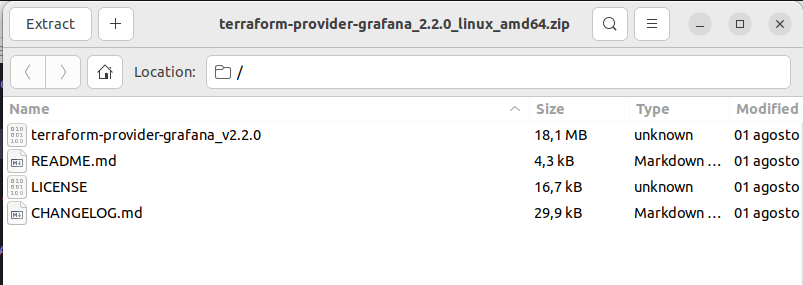 Extract + terraform-provider-grafana_2.2.0_linux_amd64.zip
Location: /
Name Size Type Modified
terraform-provider-grafana_v2.2.0 18,1 MB unknown 01 agosto
README.md 4,3 kB Markdown … 01 agosto
LICENSE 16,7 kB unknown 01 agosto
CHANGELOG.md 29,9 kB Markdown … 01 agosto